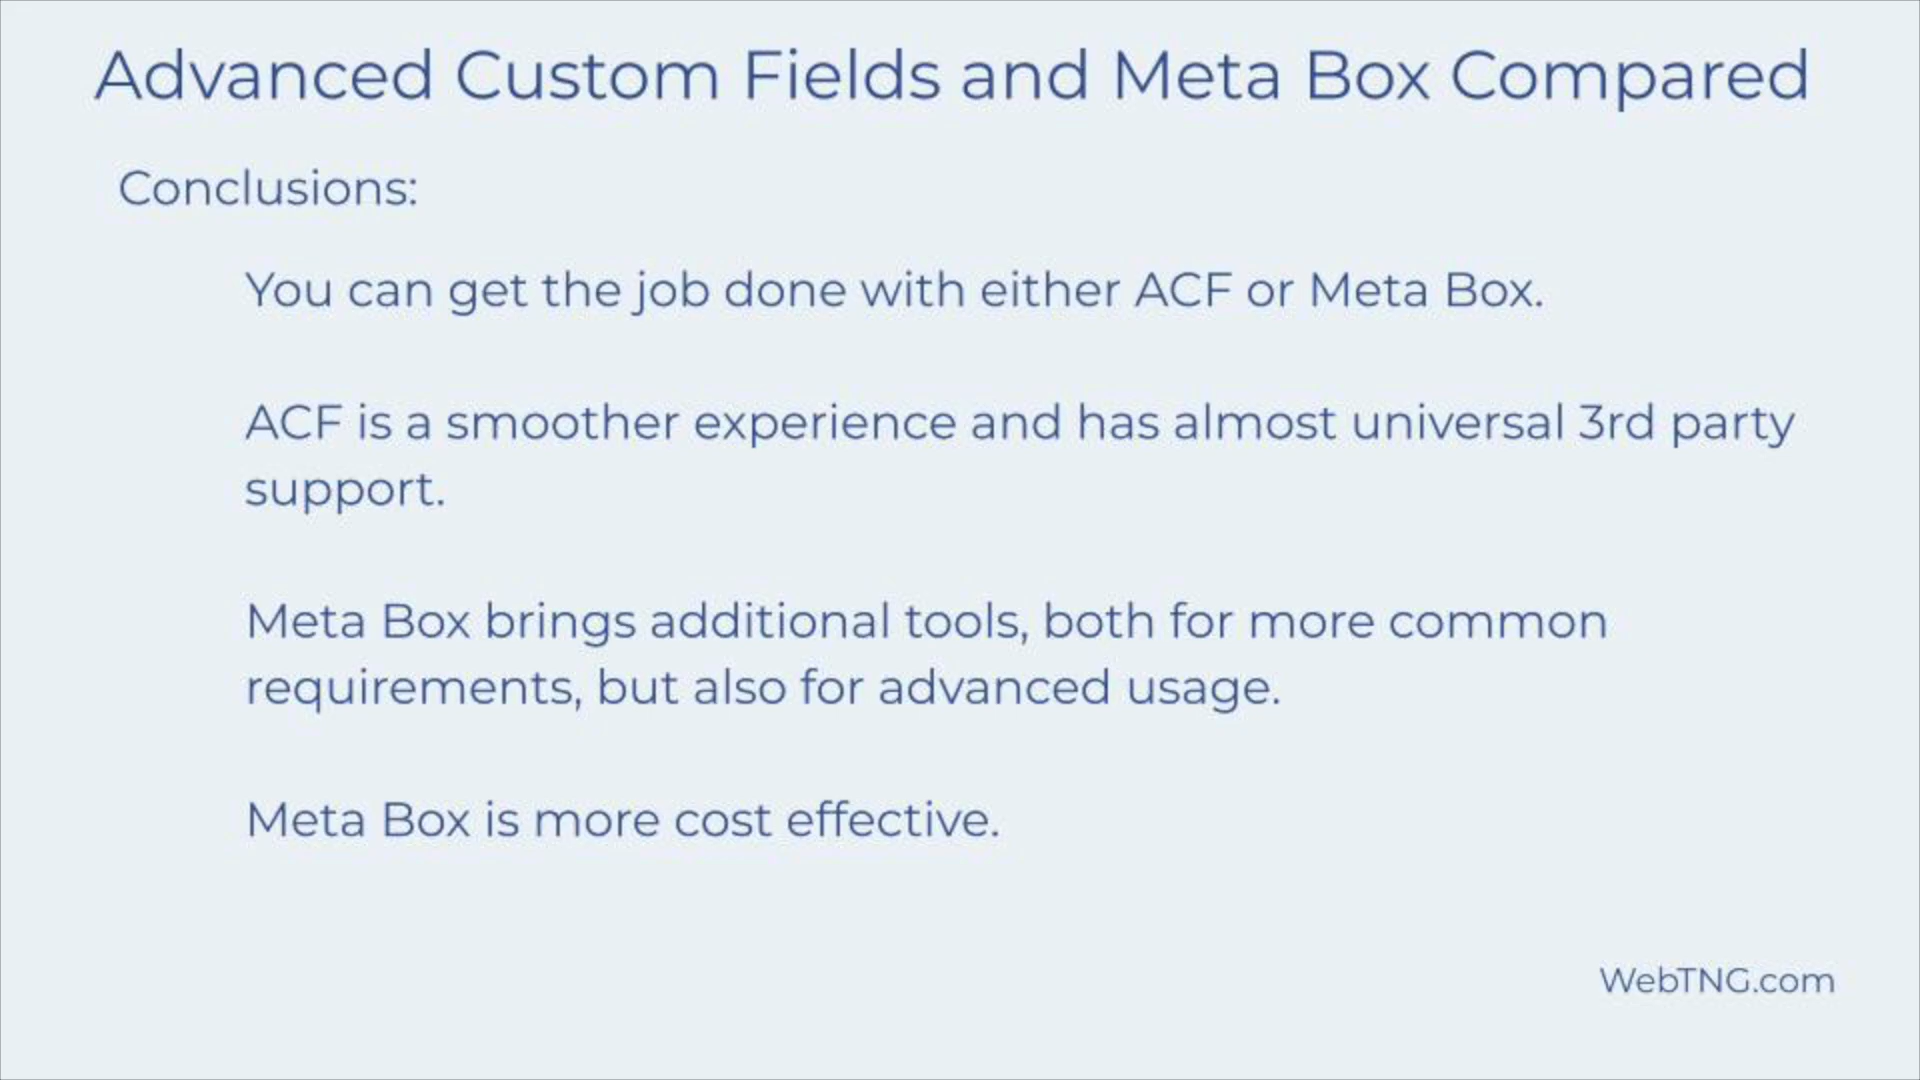 Advanced Custom Fields and Meta Box Compared
Conclusions:
You can get the job done with either ACF or Meta Box.
ACF is a smoother experience and has almost universal 3rd party
support.
Meta Box brings additional tools, both for more common
requirements, but also for advanced usage.
Meta Box is more cost effective.
WebTNG.com